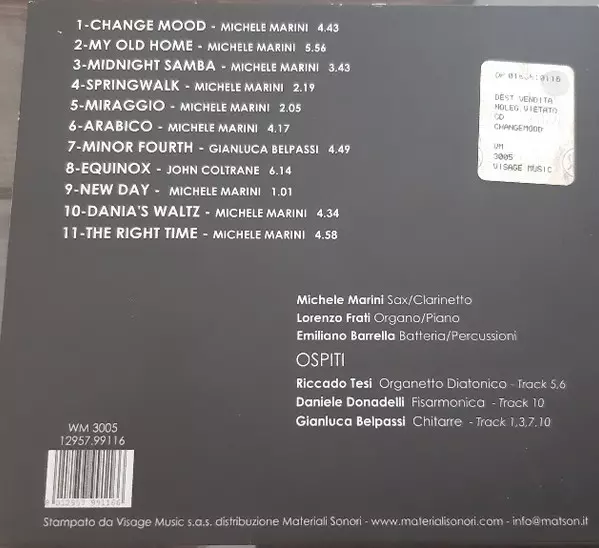 1-CHANGE MOOD - MICHELE MARINI 4.43
2-MY OLD HOME - MICHELE MARINI 5.56
3-MIDNIGHT SAMBA - MICHELE MARINI 3.43
4-SPRINGWALK - MICHELE MARINI 2.19
5-MIRAGGIO - MICHELE MARINI 2.05
6-ARABICO - MICHELE MARINI 4.17
7-MINOR FOURTH - GIANLUCA BELPASSI 4.49
8-EQUINOX - JOHN COLTRANE 6.14
9-NEW DAY - MICHELE MARINI 1.01
10-DANIA'S WALTZ - MICHELE MARINI 4.34
11-THE RIGHT TIME - MICHELE MARINI 4.58
DEST VENDITA
NOLEG VIETATO
CD
CHANGEMOOD
VM
3005
VISAGE MUSIC
Michele Marini Sax/Clarinetto
Lorenzo Frati Organo/Piano
Emiliano Barrella Batteria/Percussioni
OSPITI
Riccado Tesi Organetto Diatonico - Track 5,6
Daniele Donadelli Fisarmonica - Track 10
Gianluca Belpassi Chitarre - Track 1,3,7,10
WM 3005
12957.99116
Stampato da Visage Music s.a.s. distribuzione Materiali Sonori - www.materialisonori.com - info@matson.it